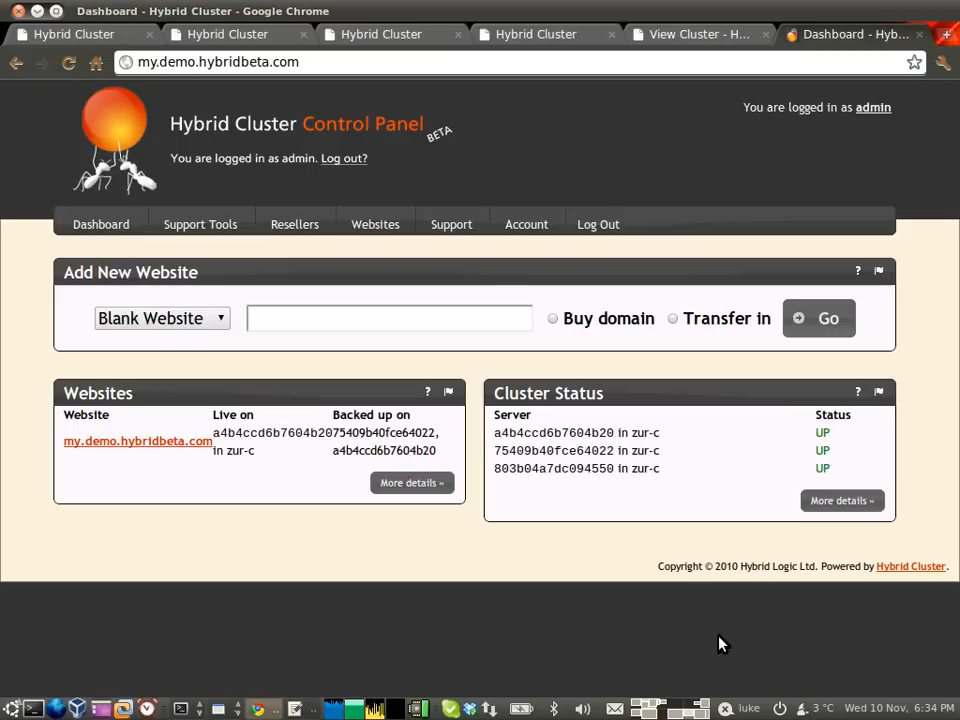 Dashboard - Hybrid Cluster - Google Chrome
Hybrid Cluster
Hybrid Cluster
Hybrid Cluster
Hybrid Cluster
View Cluster - H...
Dashboard - Hyb...
my.demo.hybridbeta.com
Hybrid Cluster Control Panel BETA
You are logged in as admin. Log out?
You are logged in as admin
Dashboard
Support Tools
Resellers
Websites
Support
Account
Log Out
Add New Website ?
Blank Website
Buy domain
Transfer in
Go
Websites ?
Website Live on Backed up on
my.demo.hybridbeta.com
a4b4ccd6b7604b20
in zur-c
75409b40fce64022,
a4b4ccd6b7604b20
More details »
Cluster Status ?
Server Status
a4b4ccd6b7604b20 in zur-c UP
75409b40fce64022 in zur-c UP
803b04a7dc094550 in zur-c UP
More details »
Copyright © 2010 Hybrid Logic Ltd. Powered by Hybrid Cluster.
luke
3 °C
Wed 10 Nov, 6:34 PM